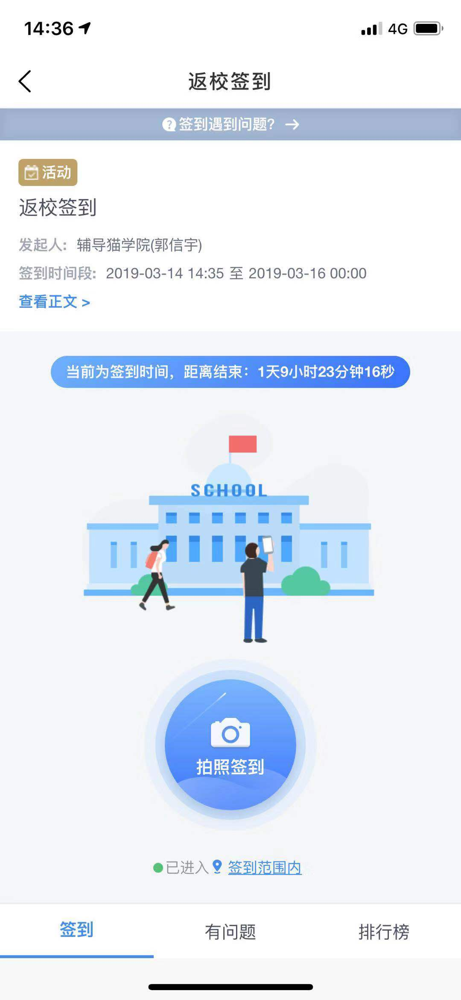 14:36
4G
返校签到
签到遇到问题? →
活动
返校签到
发起人: 辅导猫学院(郭信宇)
签到时间段: 2019-03-14 14:35 至 2019-03-16 00:00
查看正文 >
当前为签到时间，距离结束：1天9小时23分钟16秒
SCHOOL
拍照签到
已进入 签到范围内
签到 有问题 排行榜